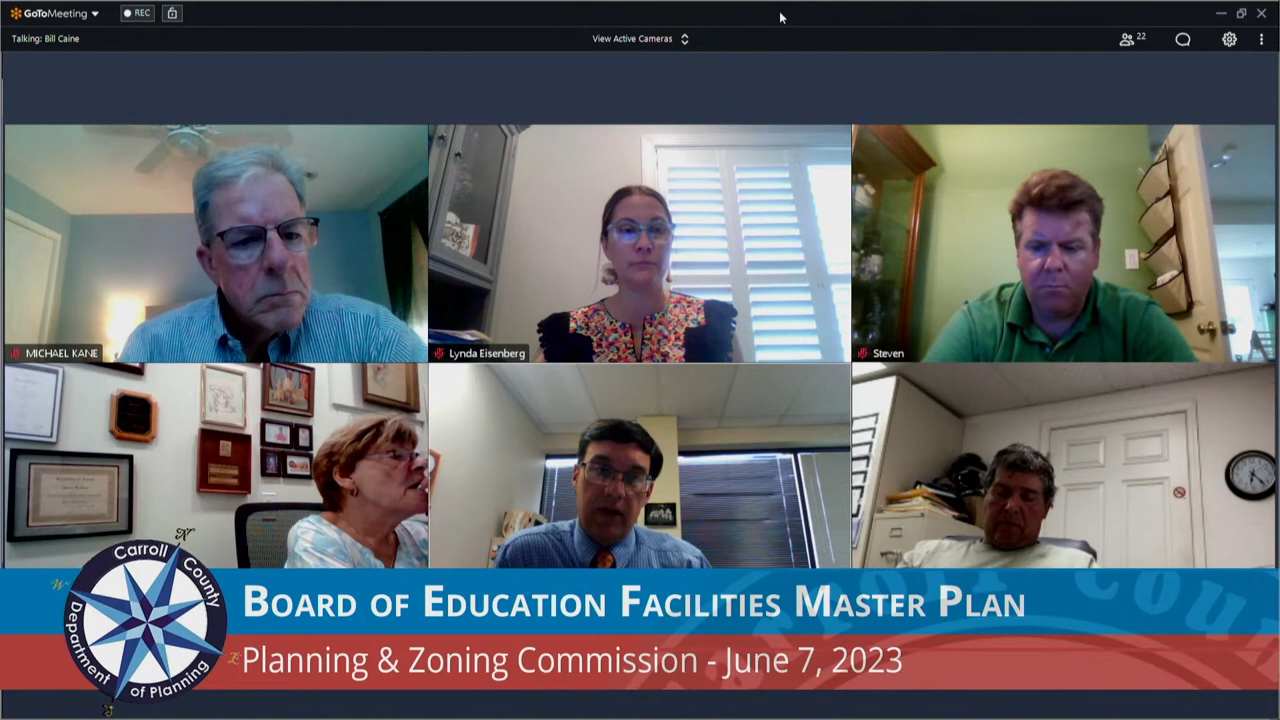 GoToMeeting
REC
Talking: Bill Caine
View Active Cameras
22
MICHAEL KANE
Lynda Eisenberg
Steven
Carroll County
Department of Planning
N
W
E
S
Board of Education Facilities Master Plan
Planning & Zoning Commission - June 7, 2023